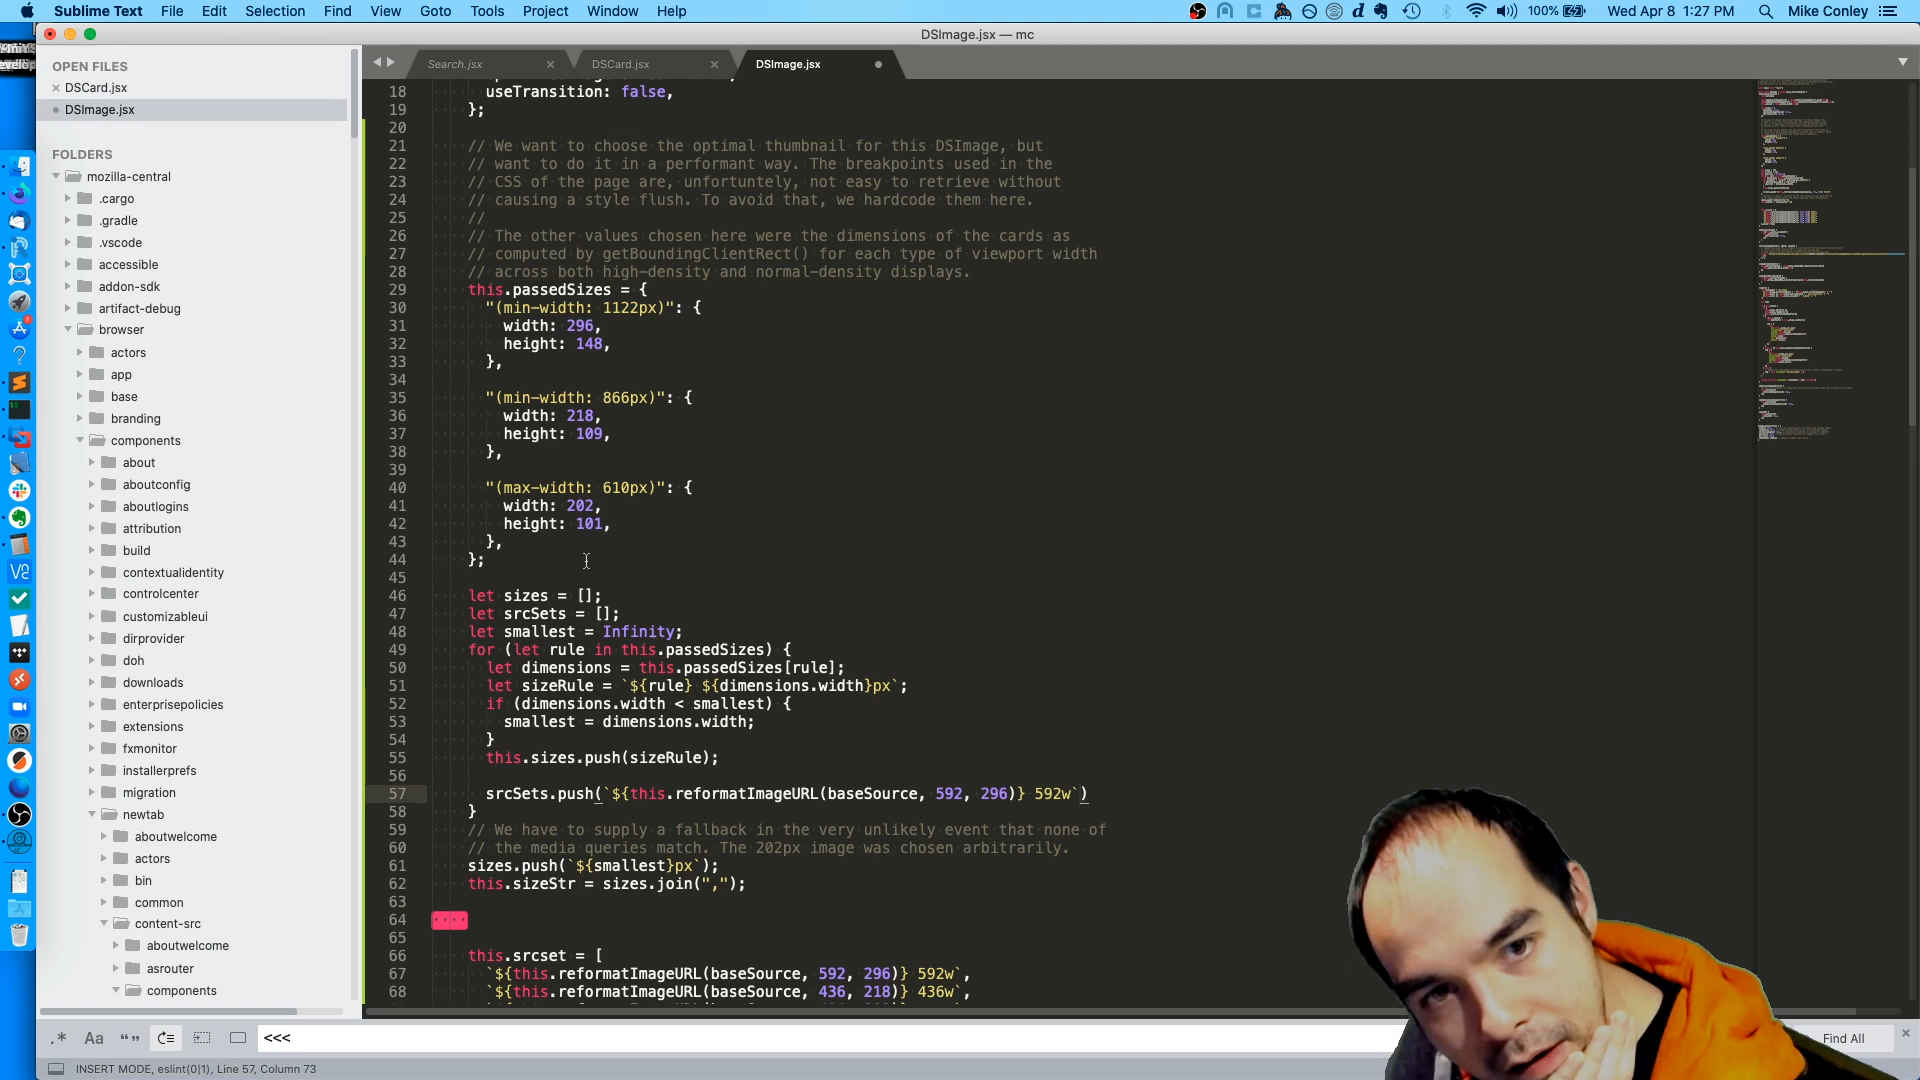 Sublime Text File Edit Selection Find View Goto Tools Project Window Help 100% Wed Apr 8 1:27 PM Mike Conley
DSImage.jsx — mc
OPEN FILES
DSCard.jsx
DSImage.jsx
FOLDERS
mozilla-central
.cargo
.gradle
.vscode
accessible
addon-sdk
artifact-debug
browser
actors
app
base
branding
components
about
aboutconfig
aboutlogins
attribution
build
contextualidentity
controlcenter
customizableui
dirprovider
doh
downloads
enterprisepolicies
extensions
fxmonitor
installerprefs
migration
newtab
aboutwelcome
actors
bin
common
content-src
aboutwelcome
asrouter
components
Search.jsx DSCard.jsx DSImage.jsx
18 useTransition: false,
19 };
20
21 // We want to choose the optimal thumbnail for this DSImage, but
22 // want to do it in a performant way. The breakpoints used in the
23 // CSS of the page are, unfortuntely, not easy to retrieve without
24 // causing a style flush. To avoid that, we hardcode them here.
25 //
26 // The other values chosen here were the dimensions of the cards as
27 // computed by getBoundingClientRect() for each type of viewport width
28 // across both high-density and normal-density displays.
29 this.passedSizes = {
30 "(min-width: 1122px)": {
31 width: 296,
32 height: 148,
33 },
34
35 "(min-width: 866px)": {
36 width: 218,
37 height: 109,
38 },
39
40 "(max-width: 610px)": {
41 width: 202,
42 height: 101,
43 },
44 };
45
46 let sizes = [];
47 let srcSets = [];
48 let smallest = Infinity;
49 for (let rule in this.passedSizes) {
50 let dimensions = this.passedSizes[rule];
51 let sizeRule = `${rule} ${dimensions.width}px`;
52 if (dimensions.width < smallest) {
53 smallest = dimensions.width;
54 }
55 this.sizes.push(sizeRule);
56
57 srcSets.push(`${this.reformatImageURL(baseSource, 592, 296)} 592w`)
58 }
59 // We have to supply a fallback in the very unlikely event that none of
60 // the media queries match. The 202px image was chosen arbitrarily.
61 sizes.push(`${smallest}px`);
62 this.sizeStr = sizes.join(",");
63
64
65
66 this.srcset = [
67 `${this.reformatImageURL(baseSource, 592, 296)} 592w`,
68 `${this.reformatImageURL(baseSource, 436, 218)} 436w`,
.* Aa “” <<< Find All
INSERT MODE, eslint(0|1), Line 57, Column 73